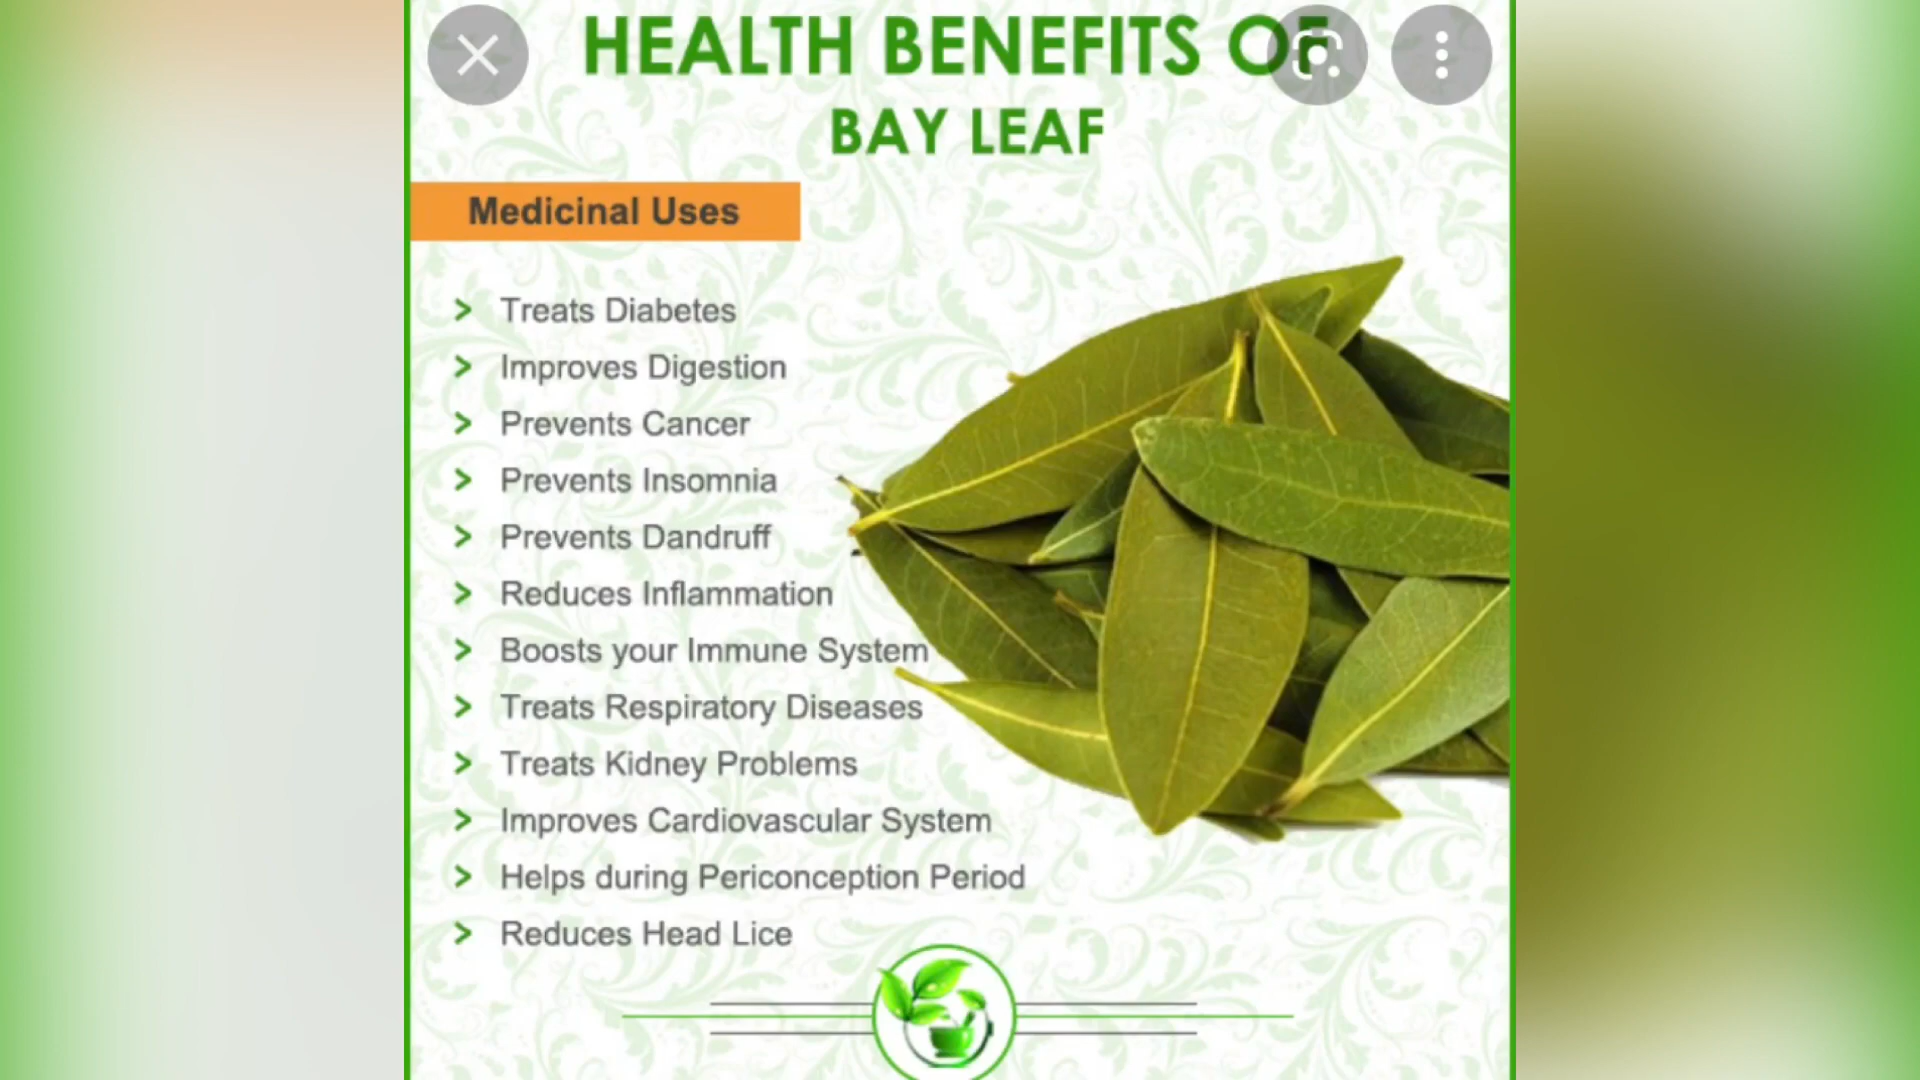 HEALTH BENEFITS OF
BAY LEAF
Medicinal Uses
Treats Diabetes
Improves Digestion
Prevents Cancer
Prevents Insomnia
Prevents Dandruff
Reduces Inflammation
Boosts your Immune System
Treats Respiratory Diseases
Treats Kidney Problems
Improves Cardiovascular System
Helps during Periconception Period
Reduces Head Lice